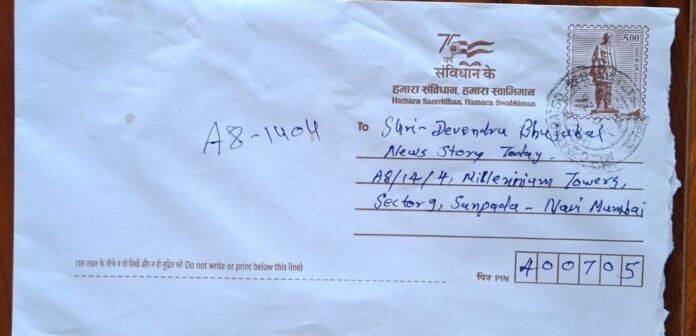 75
वर्ष
संविधान के
हमारा संविधान, हमारा स्वाभिमान
Hamara Samvidhan, Hamara Swabhiman
5.00
भारत
INDIA
A8-1404
To Shri-Devendra Bhujabal
News Story Today-
A8/14/4, Millennium Towers,
Sector 9, Sanpada - Navi Mumbai
(इस लाइन के नीचे न तो लिखें और न ही मुद्रित करें Do not write or print below this line)
पिन PIN 400705